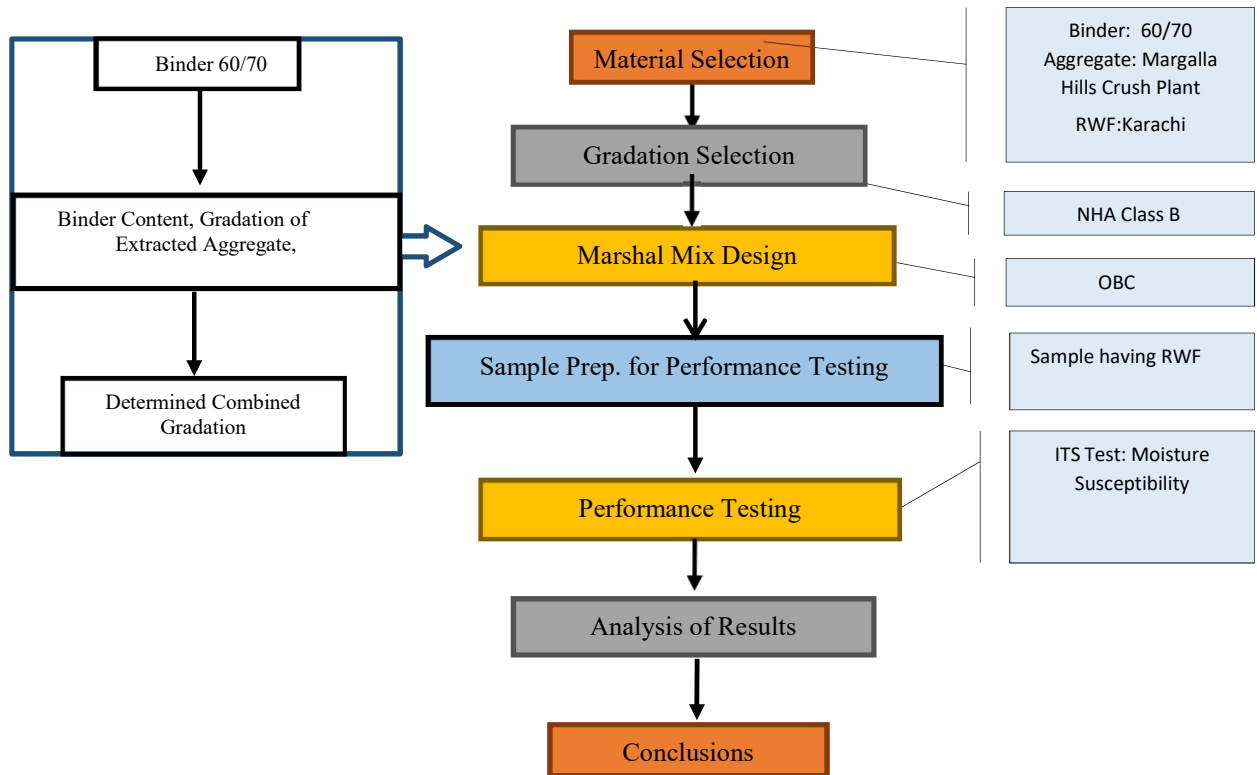 Binder 60/70
Binder Content, Gradation of
Extracted Aggregate,
Determined Combined
Gradation
Material Selection
Gradation Selection
Marshal Mix Design
Sample Prep. for Performance Testing
Performance Testing
Analysis of Results
Conclusions
Binder: 60/70
Aggregate: Margalla
Hills Crush Plant
RWF:Karachi
NHA Class B
OBC
Sample having RWF
ITS Test: Moisture
Susceptibility